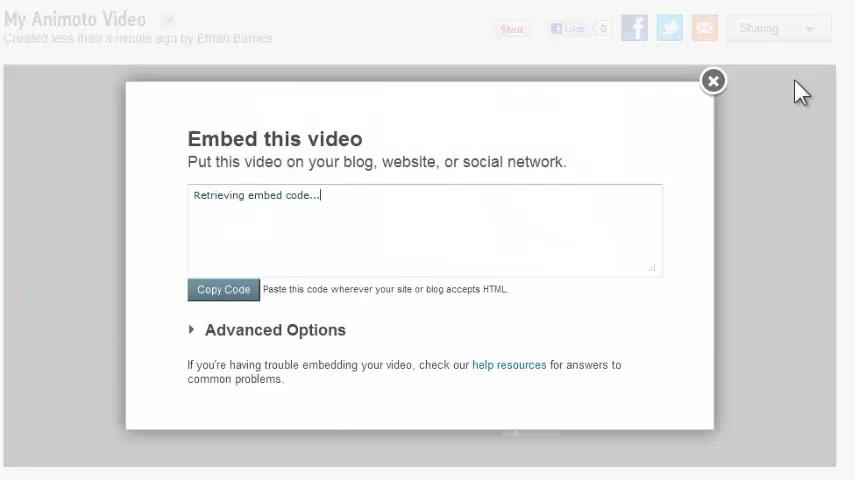 My Animoto Video
Created less than a minute ago by Ethan Barnes
Pin it
Like 0
Sharing
Embed this video
Put this video on your blog, website, or social network.
Retrieving embed code...
Copy Code Paste this code wherever your site or blog accepts HTML.
Advanced Options
If you're having trouble embedding your video, check our help resources for answers to
common problems.